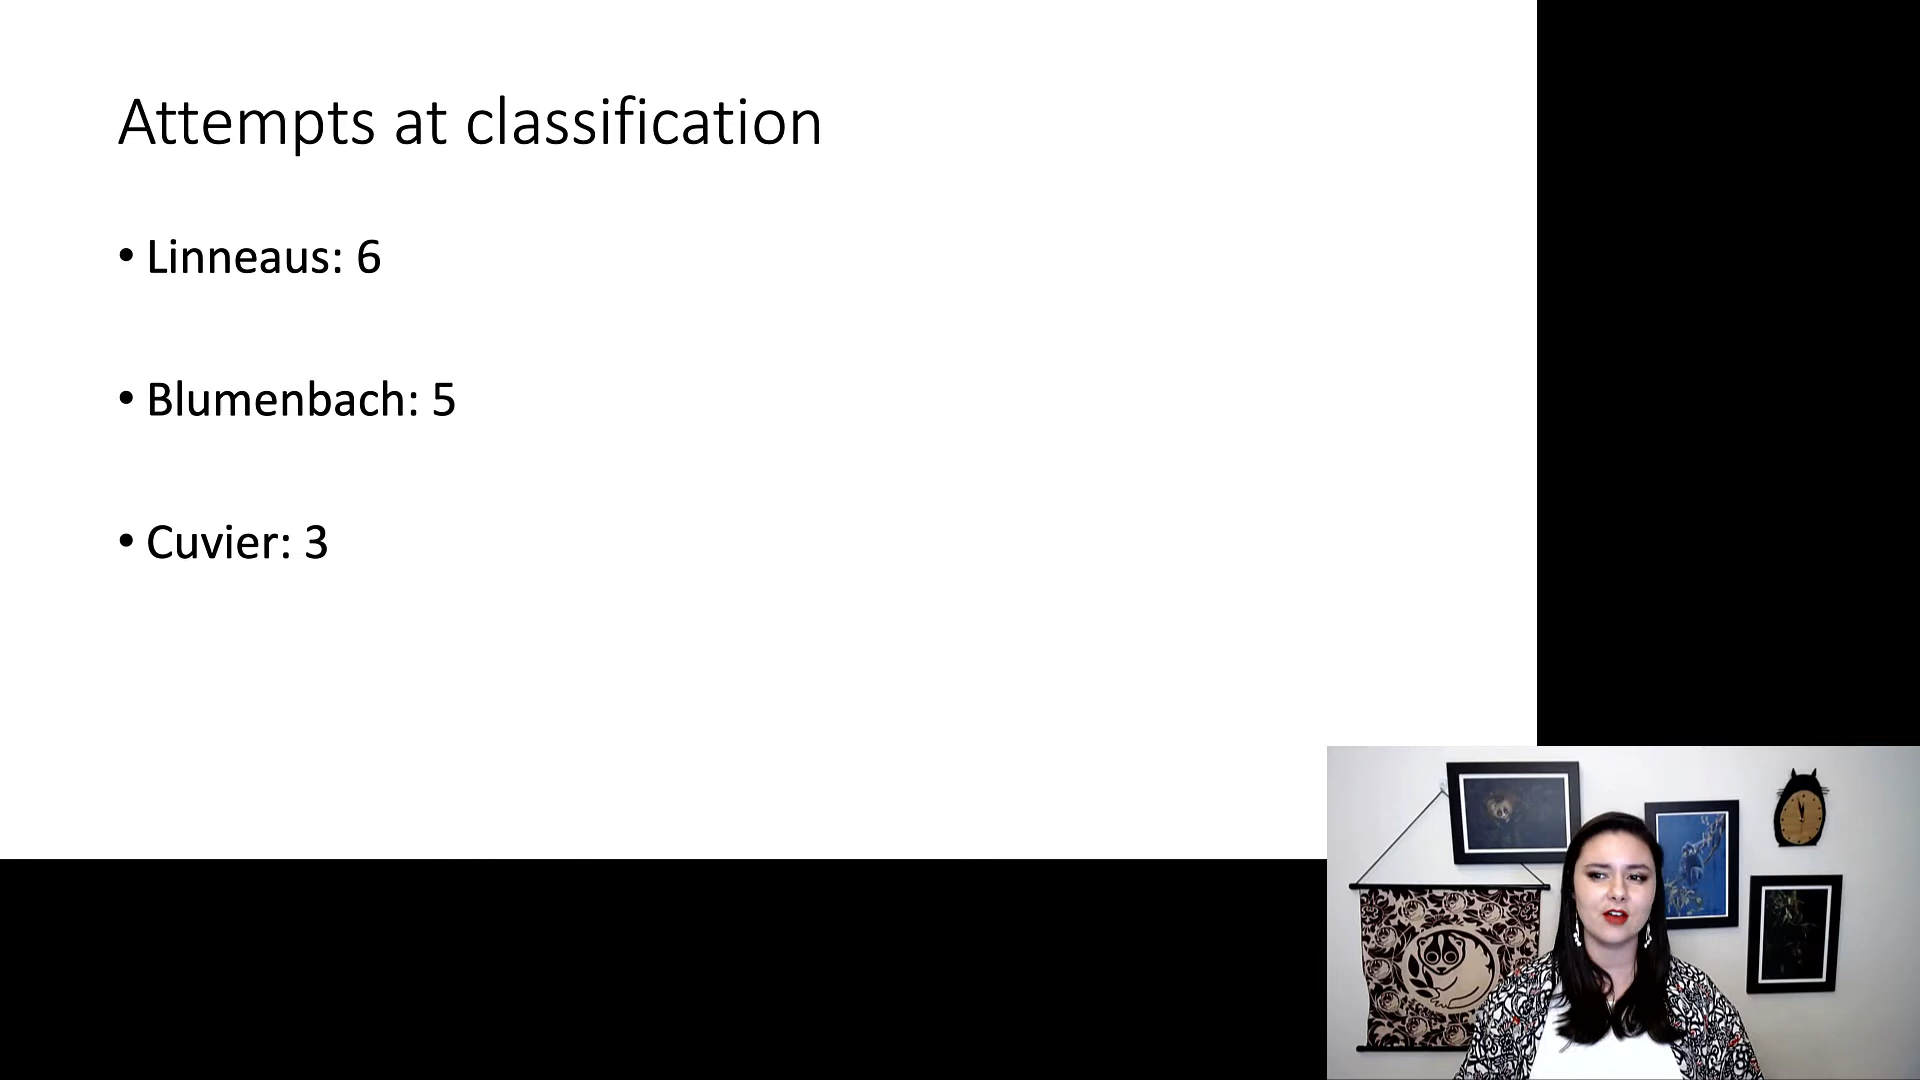 Attempts at classification
• Linneaus: 6
• Blumenbach: 5
• Cuvier: 3